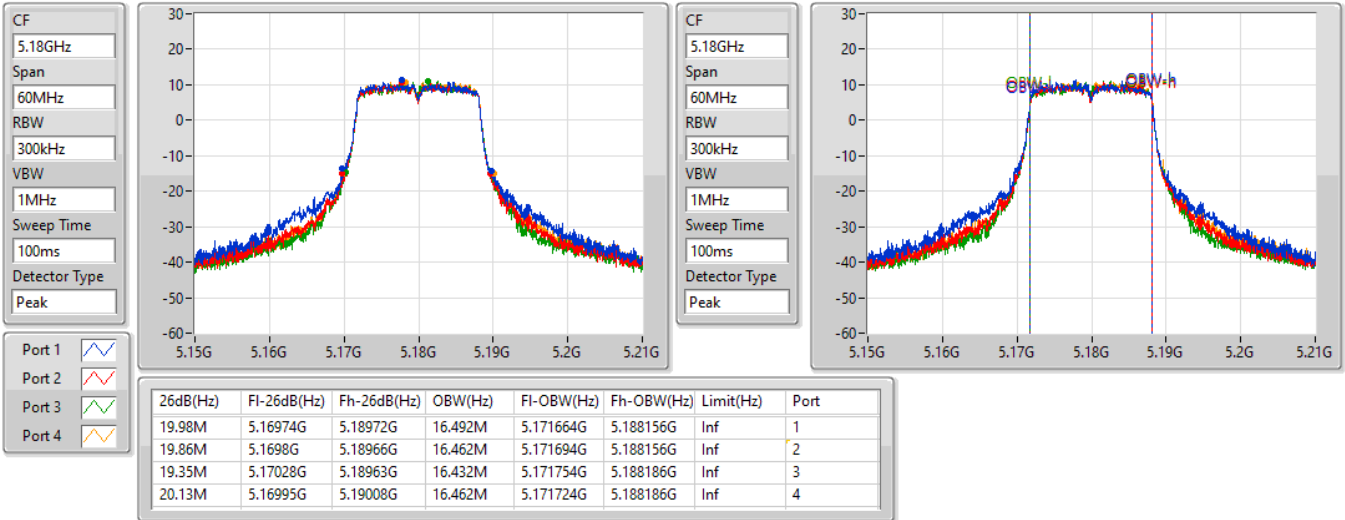 CF
5.18GHz
Span
60MHz
RBW
300kHz
VBW
1MHz
Sweep Time
100ms
Detector Type
Peak
30
20
10
0
-10
-20
-30
-40
-50
-60
5.15G 5.16G 5.17G 5.18G 5.19G 5.2G 5.21G
CF
5.18GHz
Span
60MHz
RBW
300kHz
VBW
1MHz
Sweep Time
100ms
Detector Type
Peak
30
20
10
0
-10
-20
-30
-40
-50
-60
OBW-h
5.15G 5.16G 5.17G 5.18G 5.19G 5.2G 5.21G
Port 1
Port 2
Port 3
Port 4
26dB(Hz) Fl-26dB(Hz) Fh-26dB(Hz) OBW(Hz) Fl-OBW(Hz) Fh-OBW(Hz) Limit(Hz) Port
19.98M 5.16974G 5.18972G 16.492M 5.171664G 5.188156G Inf 1
19.86M 5.1698G 5.18966G 16.462M 5.171694G 5.188156G Inf 2
19.35M 5.17028G 5.18963G 16.432M 5.171754G 5.188186G Inf 3
20.13M 5.16995G 5.19008G 16.462M 5.171724G 5.188186G Inf 4